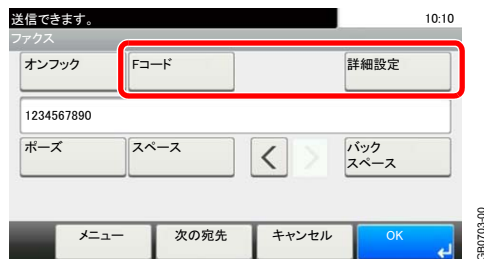 送信できます。 10:10
ファクス
オンフック Fコード 詳細設定
1234567890
ポーズ スペース バック
スペース
メニュー 次の宛先 キャンセル OK
GB0703-00